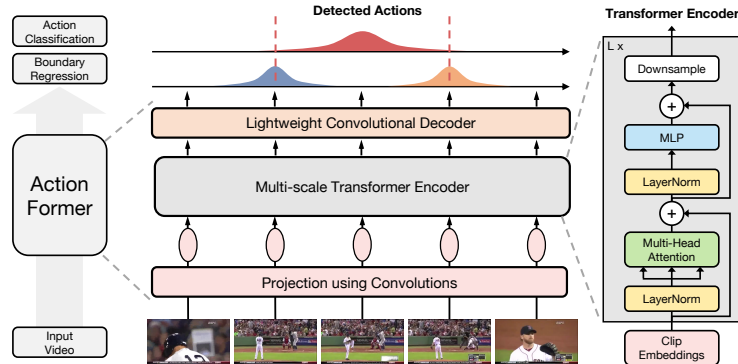 Action
Classification
Boundary
Regression
Action
Former
Input
Video
Detected Actions
Lightweight Convolutional Decoder
Multi-scale Transformer Encoder
Projection using Convolutions
Transformer Encoder
L x
Downsample
+
MLP
LayerNorm
+
Multi-Head
Attention
LayerNorm
Clip
Embeddings